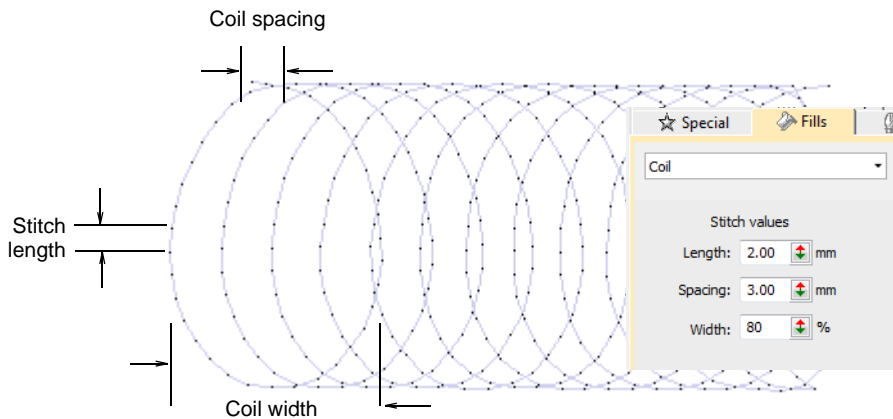 Coil spacing
Special
Fills
Coil
Stitch
length
Stitch values
Length: 2.00 mm
Spacing: 3.00 mm
Width: 80 %
Coil width